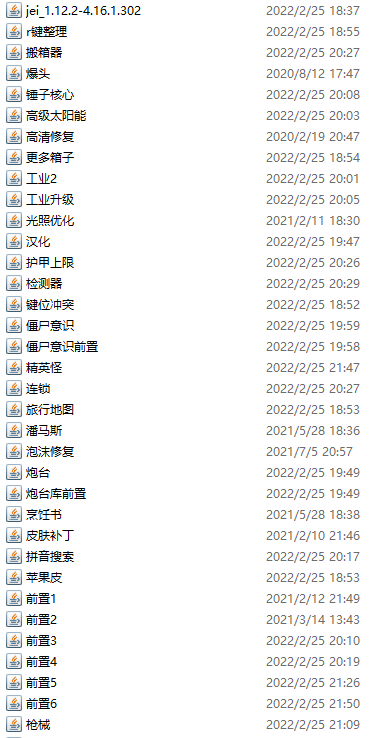 jei_1.12.2-4.16.1.302 2022/2/25 18:37
r键整理 2022/2/25 18:55
搬箱器 2022/2/25 20:27
爆头 2020/8/12 17:47
锤子核心 2022/2/25 20:08
高级太阳能 2022/2/25 20:03
高清修复 2020/2/19 20:47
更多箱子 2022/2/25 18:54
工业2 2022/2/25 20:01
工业升级 2022/2/25 20:05
光照优化 2021/2/11 18:30
汉化 2022/2/25 19:47
护甲上限 2022/2/25 20:26
检测器 2022/2/25 20:29
键位冲突 2022/2/25 18:52
僵尸意识 2022/2/25 19:59
僵尸意识前置 2022/2/25 19:58
精英怪 2022/2/25 21:47
连锁 2022/2/25 20:27
旅行地图 2022/2/25 18:53
潘马斯 2021/5/28 18:36
泡沫修复 2021/7/5 20:57
炮台 2022/2/25 19:49
炮台库前置 2022/2/25 19:49
烹饪书 2021/5/28 18:38
皮肤补丁 2021/2/10 21:46
拼音搜索 2022/2/25 20:17
苹果皮 2022/2/25 18:53
前置1 2021/2/12 21:49
前置2 2021/3/14 13:43
前置3 2022/2/25 20:10
前置4 2022/2/25 20:19
前置5 2022/2/25 21:26
前置6 2022/2/25 21:50
枪械 2022/2/25 21:09